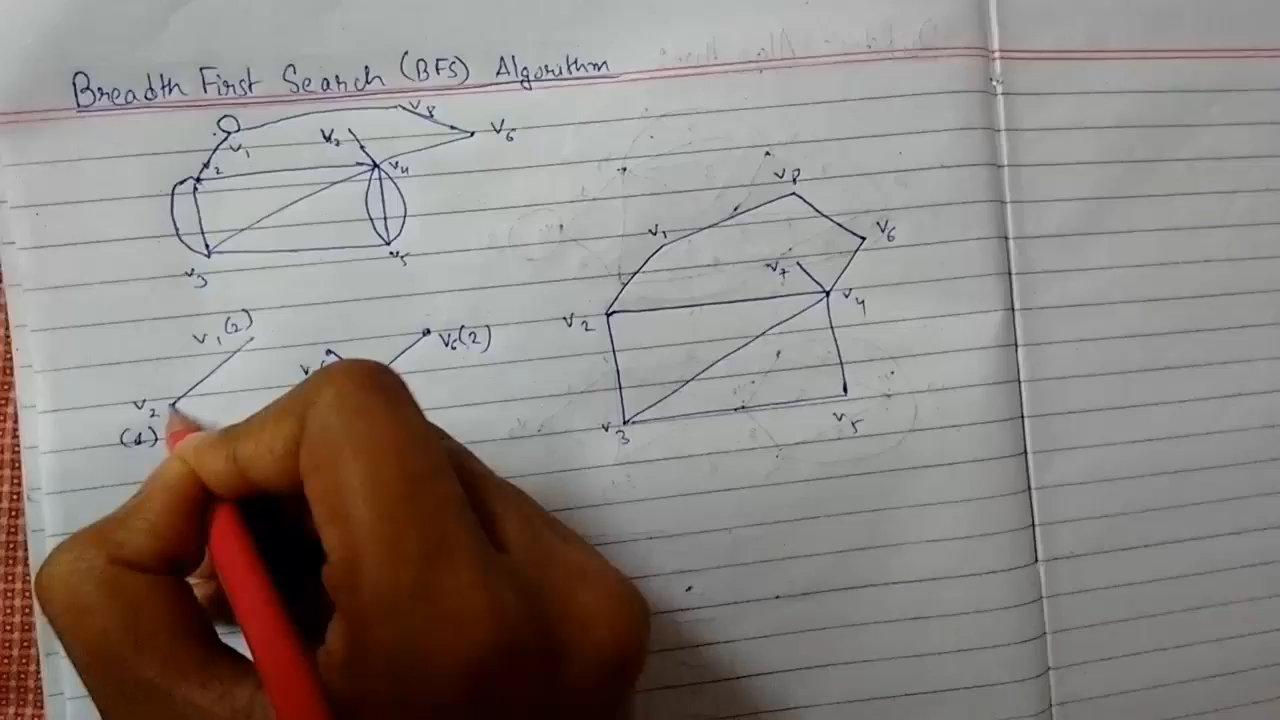 Breadth First Search (BFS) Algorithm
v8
v6
v1
v2
v4
v3
v5
v8
v1
v6
v7
v4
v2
v3
v5
v1(2)
v6(2)
v2
(1)